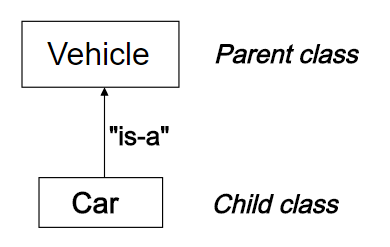 Vehicle
Parent class
"is-a"
Car
Child class